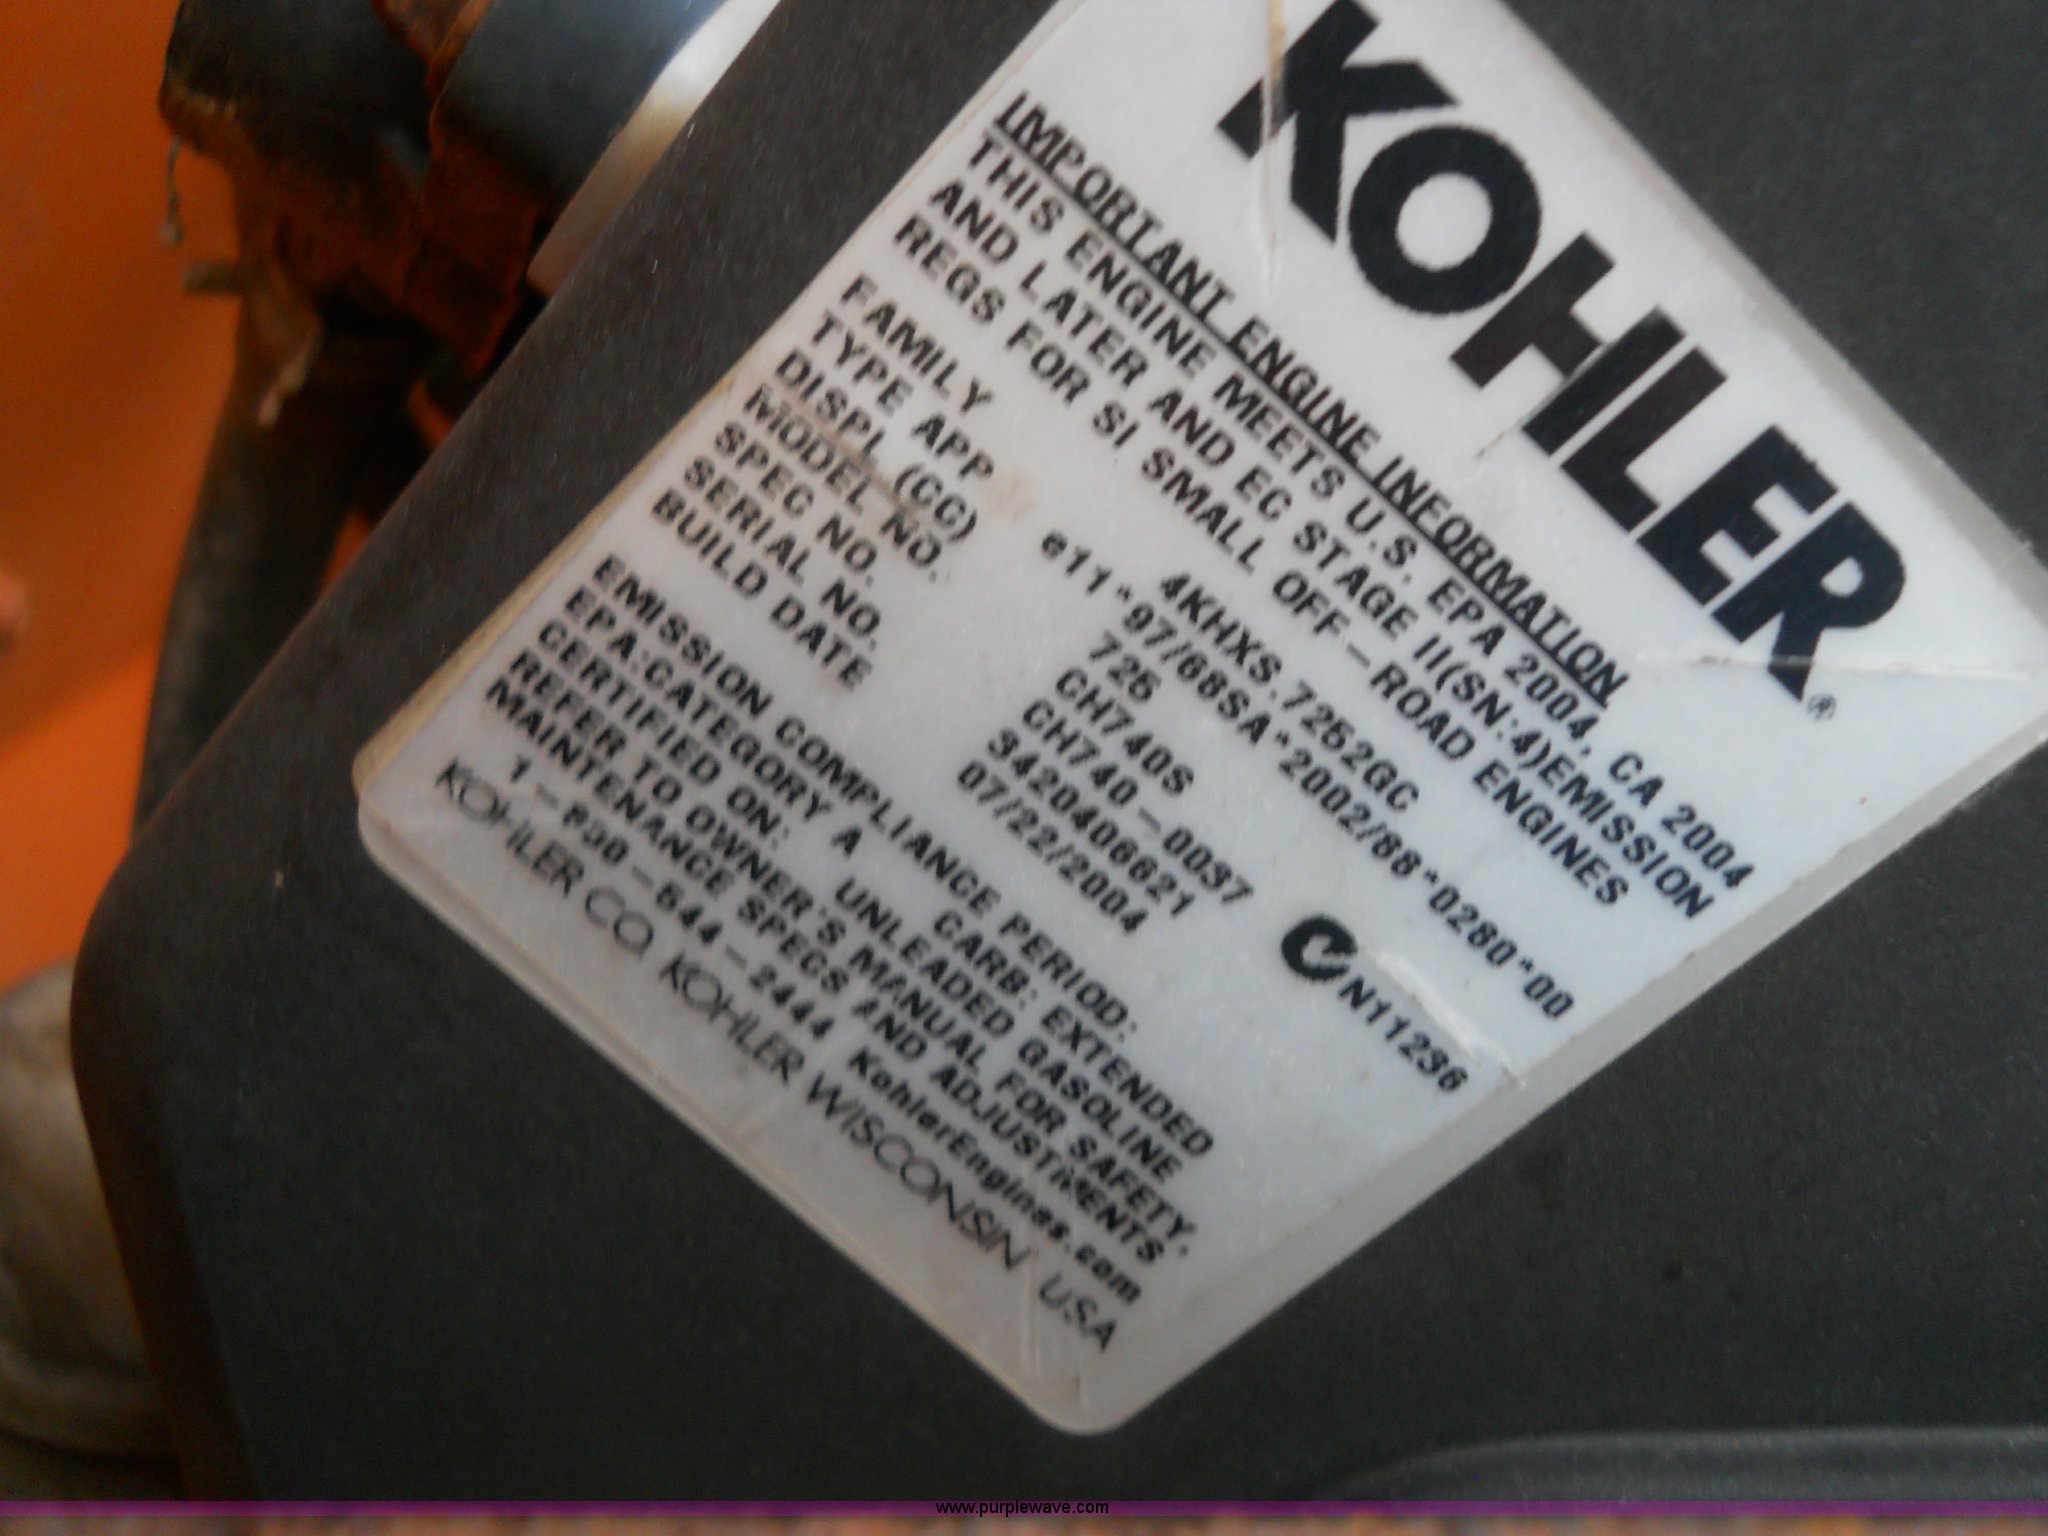 KOHLER®
IMPORTANT ENGINE INFORMATION
THIS ENGINE MEETS U.S. EPA 2004, CA 2004
AND LATER AND EC STAGE II(SN:4)EMISSION
REGS FOR SI SMALL OFF-ROAD ENGINES
FAMILY 4KHXS.7252GC
TYPE APP e11*97/68SA*2002/88*0280*00
DISPL (CC) 725
MODEL NO. CH740S
SPEC NO. CH740-0037
SERIAL NO. 3420406621
BUILD DATE 07/22/2004
N11236
EMISSION COMPLIANCE PERIOD:
EPA:CATEGORY A CARB: EXTENDED
CERTIFIED ON: UNLEADED GASOLINE
REFER TO OWNER'S MANUAL FOR SAFETY,
MAINTENANCE SPECS AND ADJUSTMENTS
1-800-544-2444 KohlerEngines.com
KOHLER CO. KOHLER WISCONSIN USA
www.purplewave.com